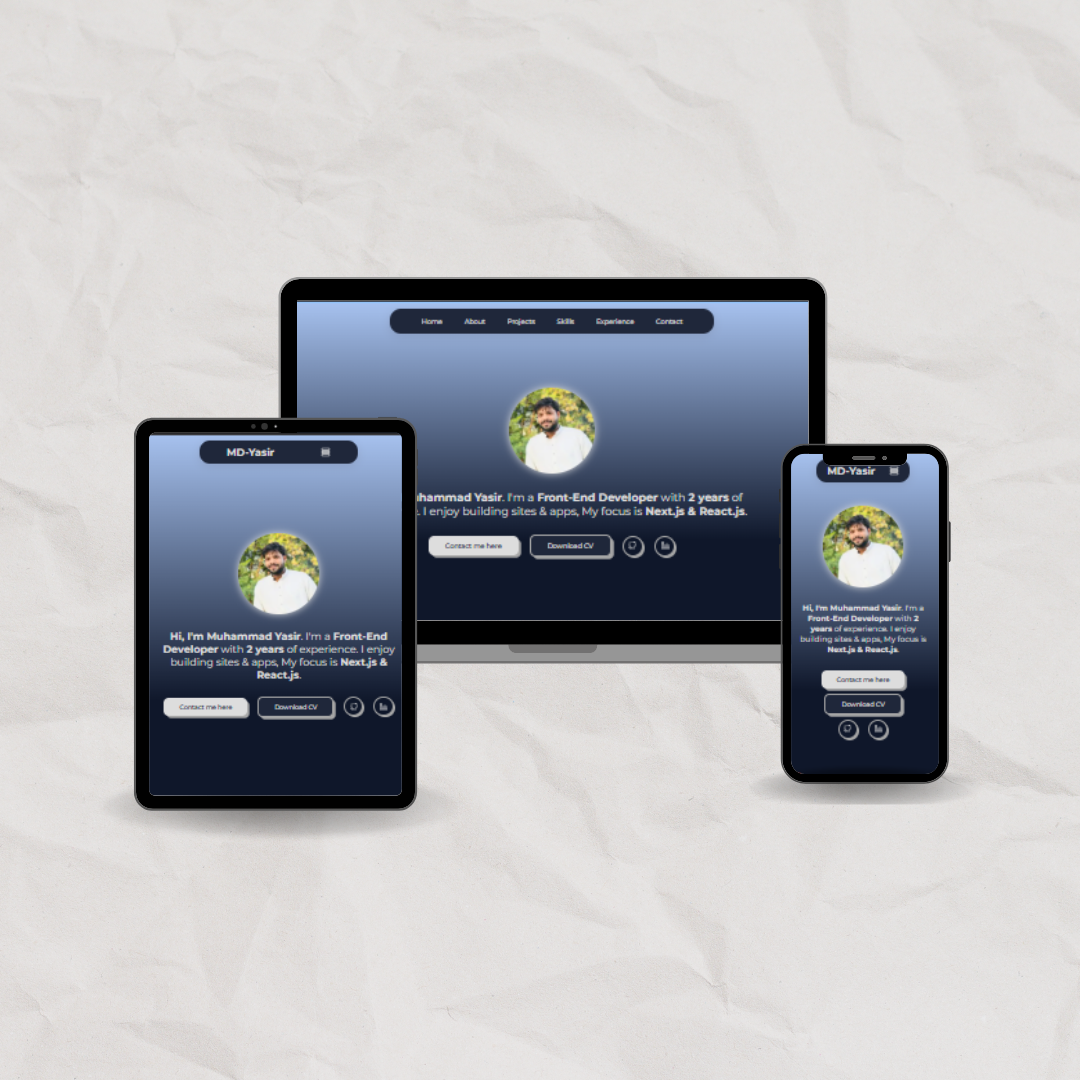 Home About Projects Skills Experience Contact
Muhammad Yasir. I'm a Front-End Developer with 2 years of
I enjoy building sites & apps, My focus is Next.js & React.js.
Contact me here Download CV
MD-Yasir
Hi, I'm Muhammad Yasir. I'm a Front-End
Developer with 2 years of experience. I enjoy
building sites & apps, My focus is Next.js &
React.js.
Contact me here Download CV
MD-Yasir
Hi, I'm Muhammad Yasir. I'm a
Front-End Developer with 2
years of experience. I enjoy
building sites & apps, My focus is
Next.js & React.js.
Contact me here
Download CV